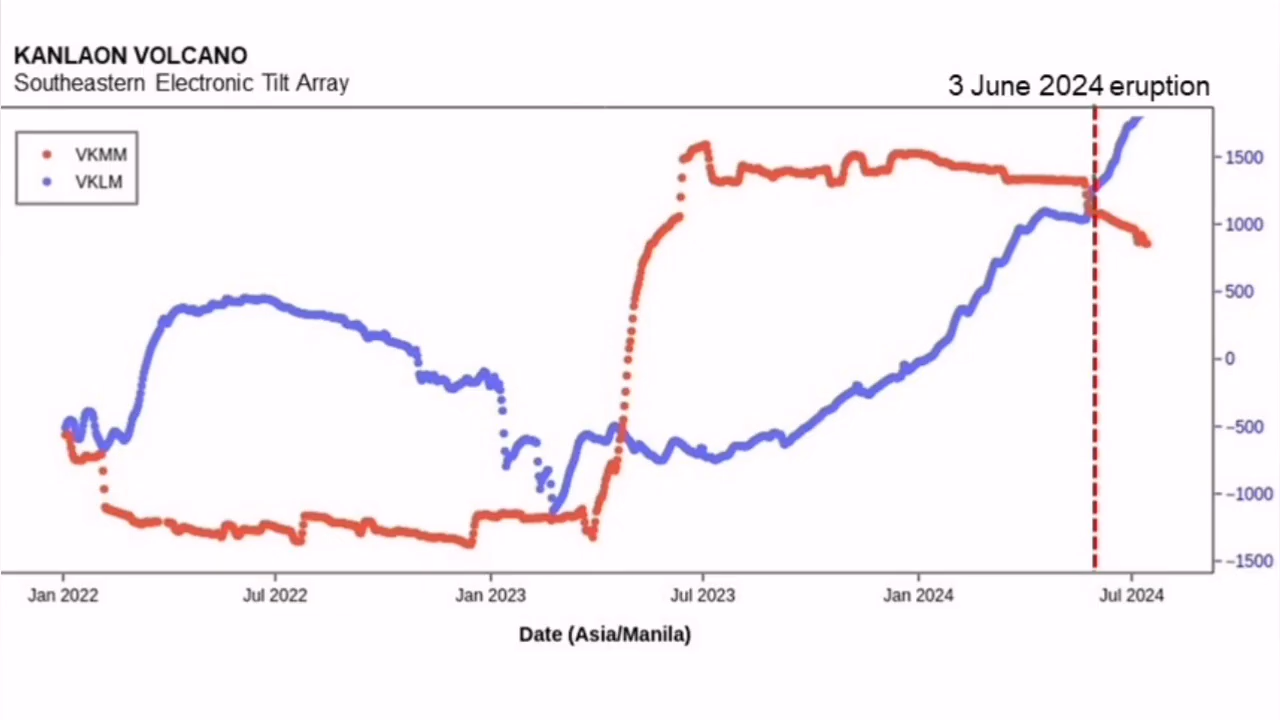 KANLAON VOLCANO
Southeastern Electronic Tilt Array
3 June 2024 eruption
VKMM
VKLM
1500
1000
500
0
−500
−1000
−1500
Jan 2022 Jul 2022 Jan 2023 Jul 2023 Jan 2024 Jul 2024
Date (Asia/Manila)